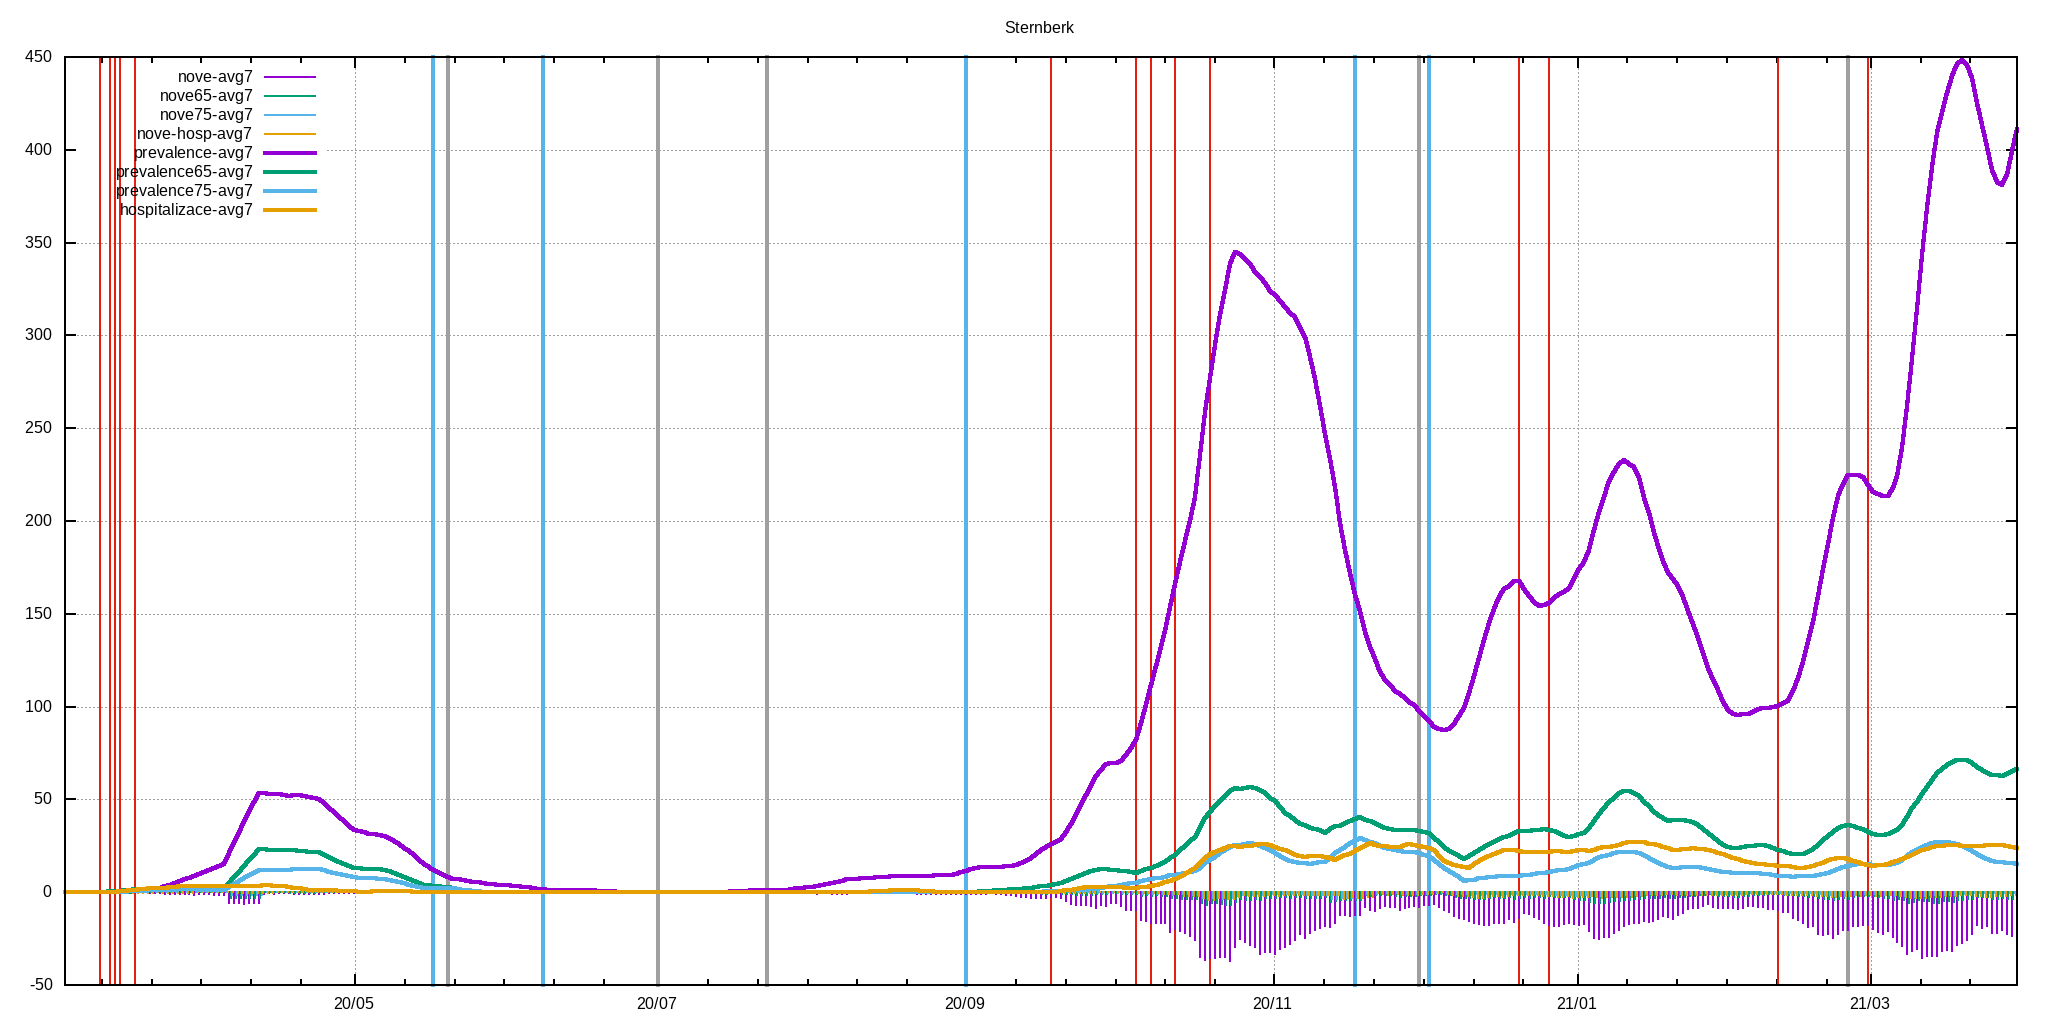 Sternberk
450
400
350
300
250
200
150
100
50
0
-50
nove-avg7
nove65-avg7
nove75-avg7
nove-hosp-avg7
prevalence-avg7
prevalence65-avg7
prevalence75-avg7
hospitalizace-avg7
20/05
20/07
20/09
20/11
21/01
21/03